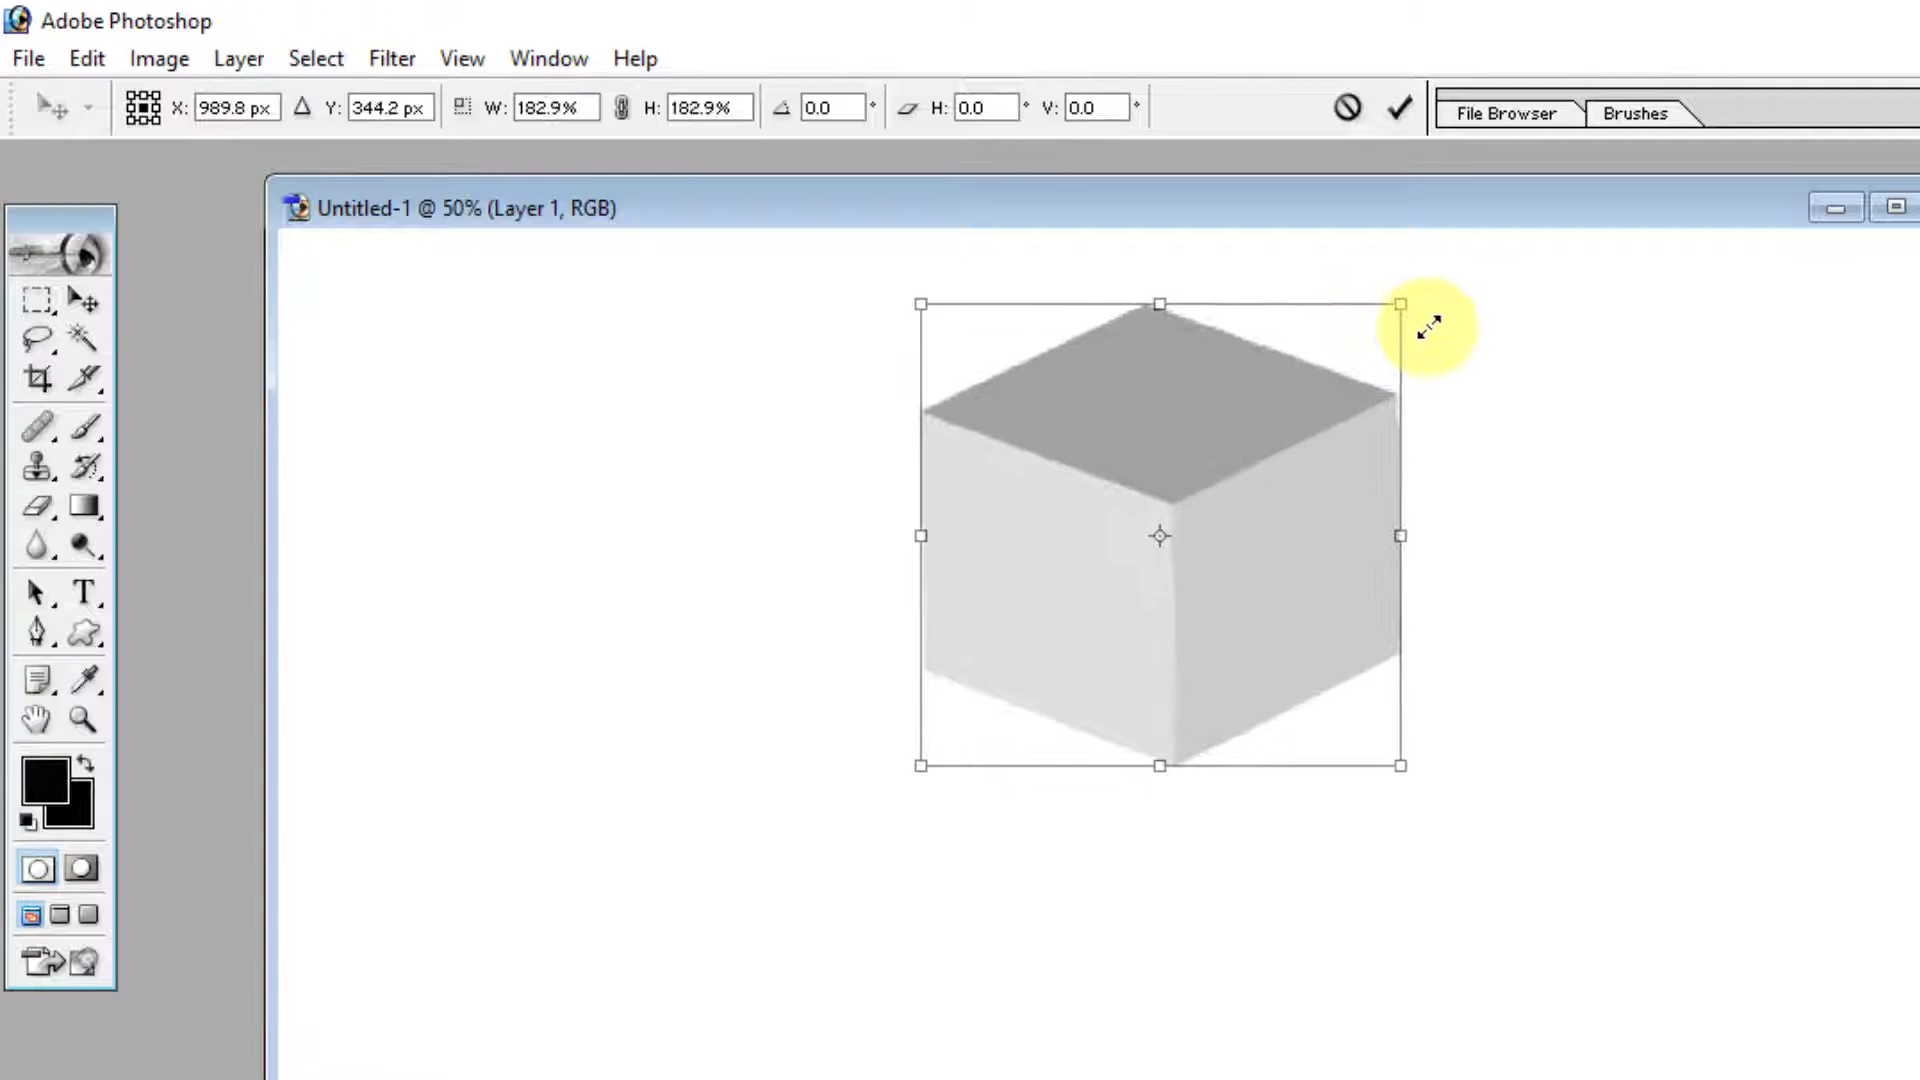 Adobe Photoshop
File Edit Image Layer Select Filter View Window Help
X: 989.8 px Y: 344.2 px W: 182.9% H: 182.9% 0.0 ° H: 0.0 ° V: 0.0 ° File Browser Brushes
Untitled-1 @ 50% (Layer 1, RGB)
T